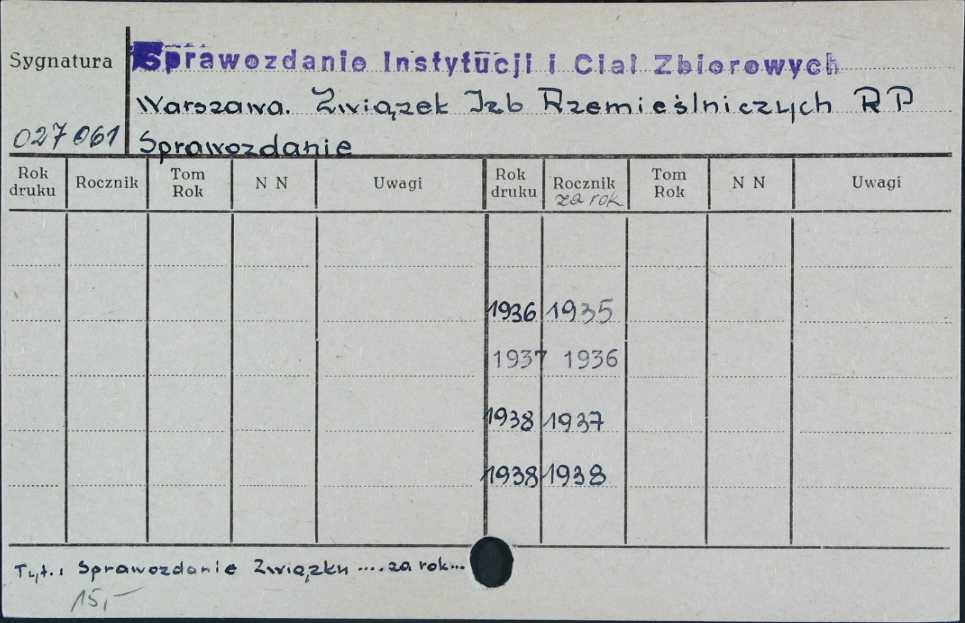 Sygnatura
Sprawozdanie Instytucji i Ciał Zbiorowych
Warszawa. Związek Izb Rzemieślniczych RP
027061 Sprawozdanie
Rok druku Rocznik Tom Rok N N Uwagi Rok druku Rocznik za rok Tom Rok N N Uwagi
1936 1935
1937 1936
1938 1937
1938 1938
Tyt.: Sprawozdanie Związku .... za rok...
15,-